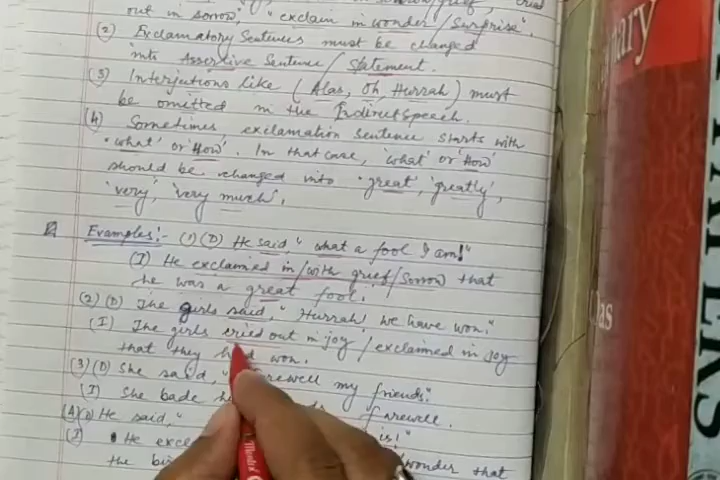 out in sorrow", "exclaim in wonder / Surprise".
(2) Exclamatory Sentences must be changed
into Assertive Sentence / Statement.
(3) Interjections like (Alas, Oh, Hurrah) must
be omitted in the Indirect Speech.
(4) Sometimes, exclamation sentence starts with
'what' or 'How'. In that case, 'what' or 'How'
should be changed into 'great', 'greatly',
'very', 'very much'.
Examples:- (1) (D) He said, "what a fool I am!"
(I) He exclaimed in/with grief/sorrow that
he was a great fool.
(2) (D) The girls said, "Hurrah! we have won."
(I) The girls cried out in joy / exclaimed in joy
that they had won.
(3) (D) She said, "Farewell my friends".
(I) She bade farewell.
(4) (D) He said, " is!"
(I) He wonder that
the